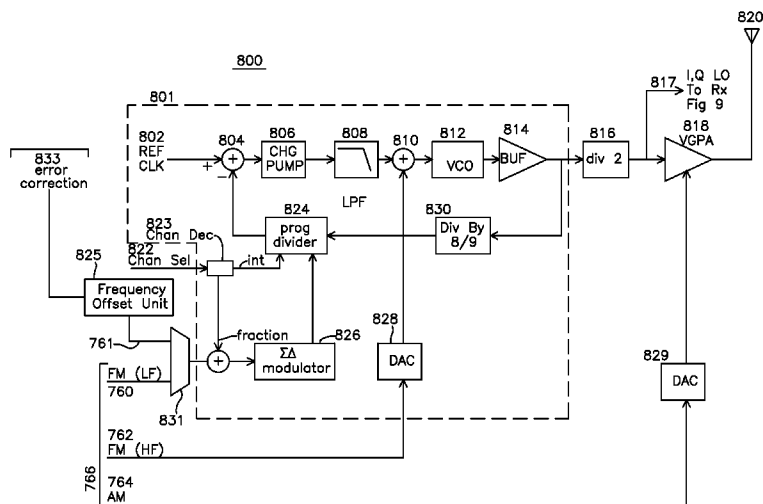 820
800
801
817
I,Q LO
To Rx
Fig 9
802
REF
CLK
804
+
−
+
806
CHG
PUMP
808
LPF
810
+
812
VCO
814
BUF
816
div 2
818
VGPA
833
error
correction
823
Chan Dec
822
Chan Sel
int
824
prog
divider
830
Div By
8/9
825
Frequency
Offset Unit
761
fraction
+
826
ΣΔ
modulator
828
DAC
829
DAC
FM (LF)
760
831
762
FM (HF)
766
764
AM